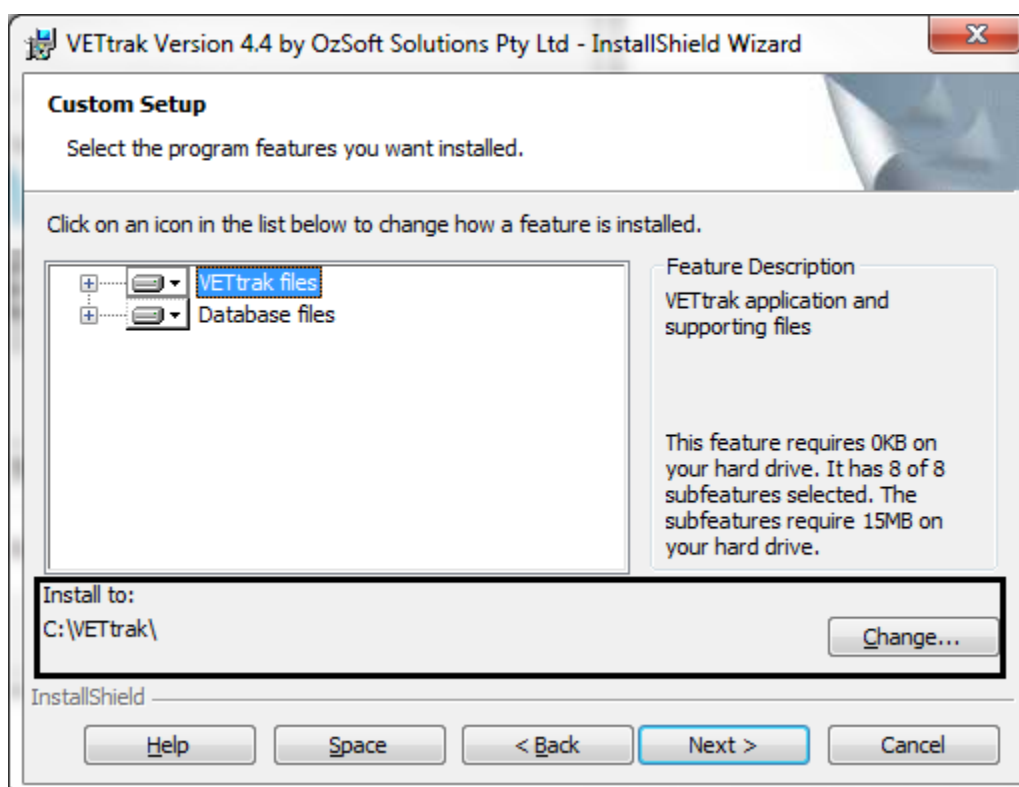 VETtrak Version 4.4 by OzSoft Solutions Pty Ltd - InstallShield Wizard
Custom Setup
Select the program features you want installed.
Click on an icon in the list below to change how a feature is installed.
VETtrak files
Database files
Feature Description
VETtrak application and
supporting files
This feature requires 0KB on
your hard drive. It has 8 of 8
subfeatures selected. The
subfeatures require 15MB on
your hard drive.
Install to:
C:\VETtrak\
Change...
InstallShield
Help
Space
< Back
Next >
Cancel